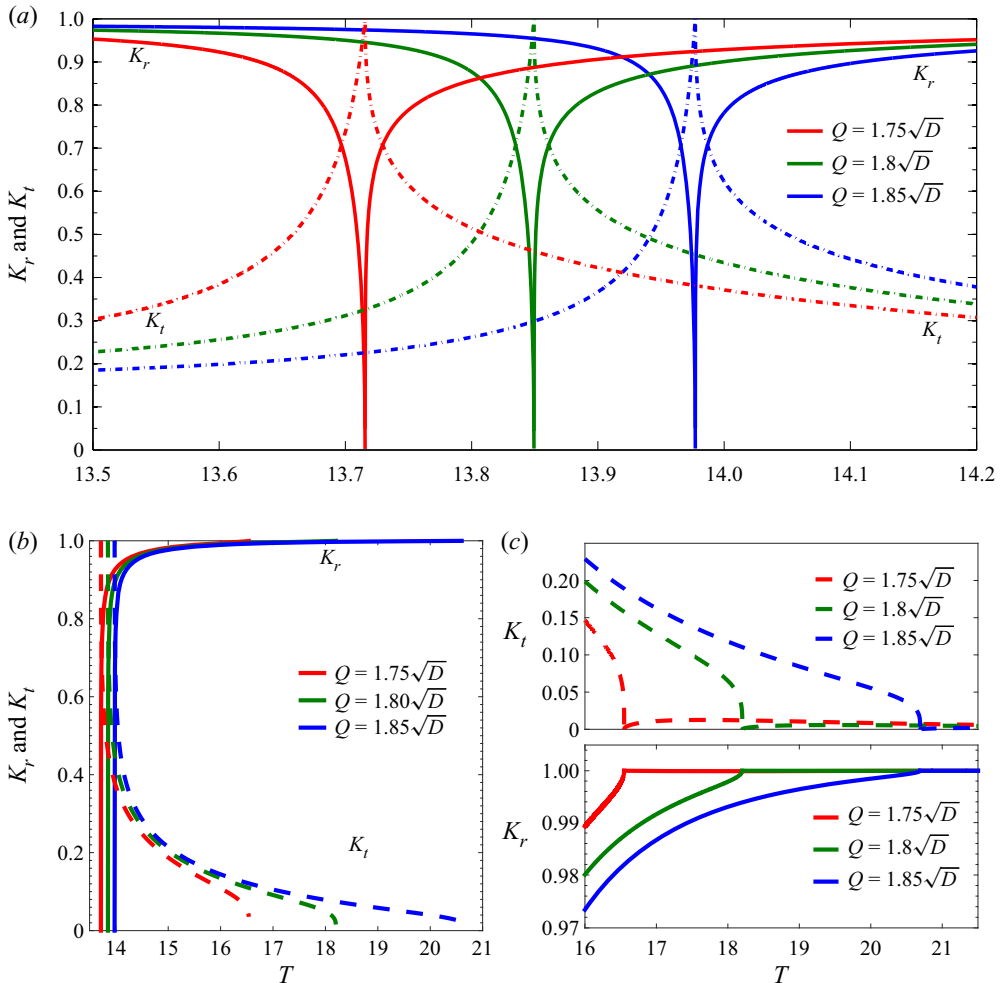 (a)
1.0
0.9
0.8
0.7
0.6
0.5
0.4
0.3
0.2
0.1
0
K_r and K_t
K_r
K_r
K_t
K_t
Q = 1.75√D
Q = 1.8√D
Q = 1.85√D
13.5 13.6 13.7 13.8 13.9 14.0 14.1 14.2
(b)
1.0
0.8
0.6
0.4
0.2
0
K_r and K_t
K_r
Q = 1.75√D
Q = 1.80√D
Q = 1.85√D
K_t
14 15 16 17 18 19 20 21
T
(c)
0.20
0.15
0.10
0.05
0
K_t
Q = 1.75√D
Q = 1.8√D
Q = 1.85√D
1.00
0.99
0.98
0.97
K_r
Q = 1.75√D
Q = 1.8√D
Q = 1.85√D
16 17 18 19 20 21
T